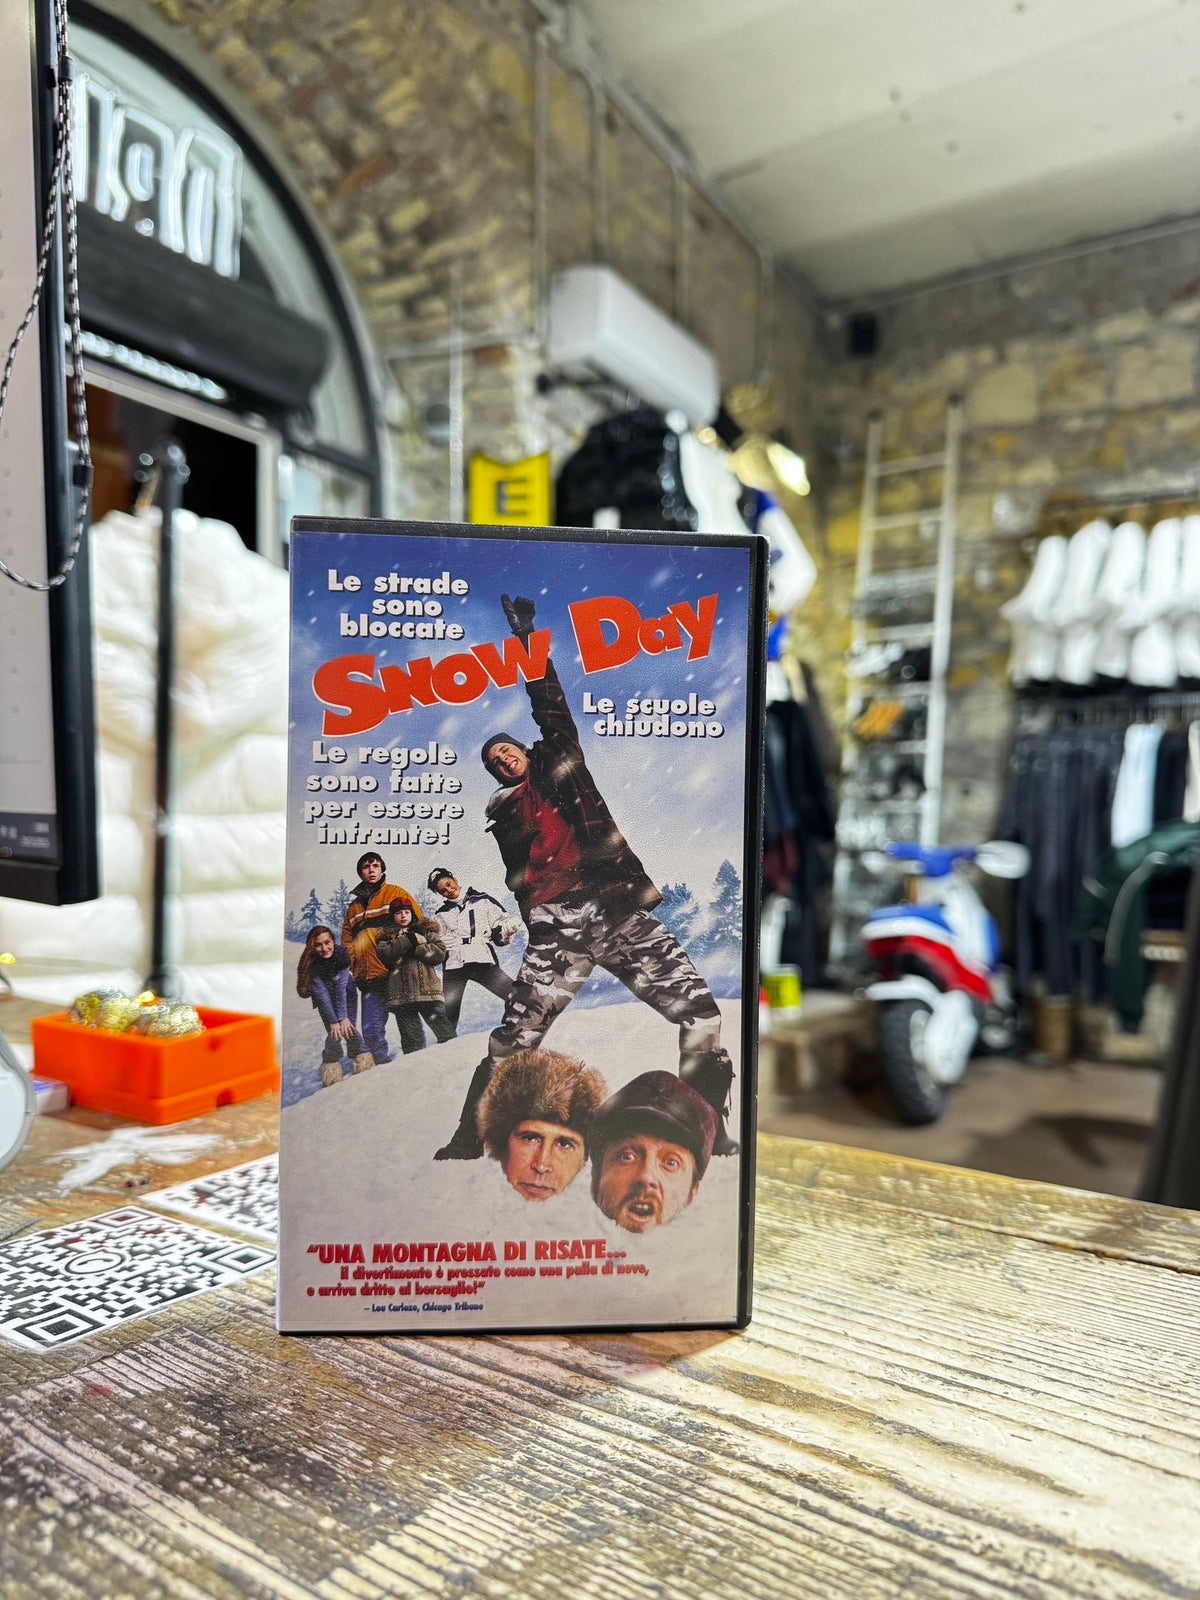 E
Le strade
sono
bloccate
SNOW DAY
Le scuole
chiudono
Le regole
sono fatte
per essere
infrante!
“UNA MONTAGNA DI RISATE...
il divertimento è pressato come una palla di neve,
e arriva dritto al bersaglio!”
– Lou Carlozo, Chicago Tribune